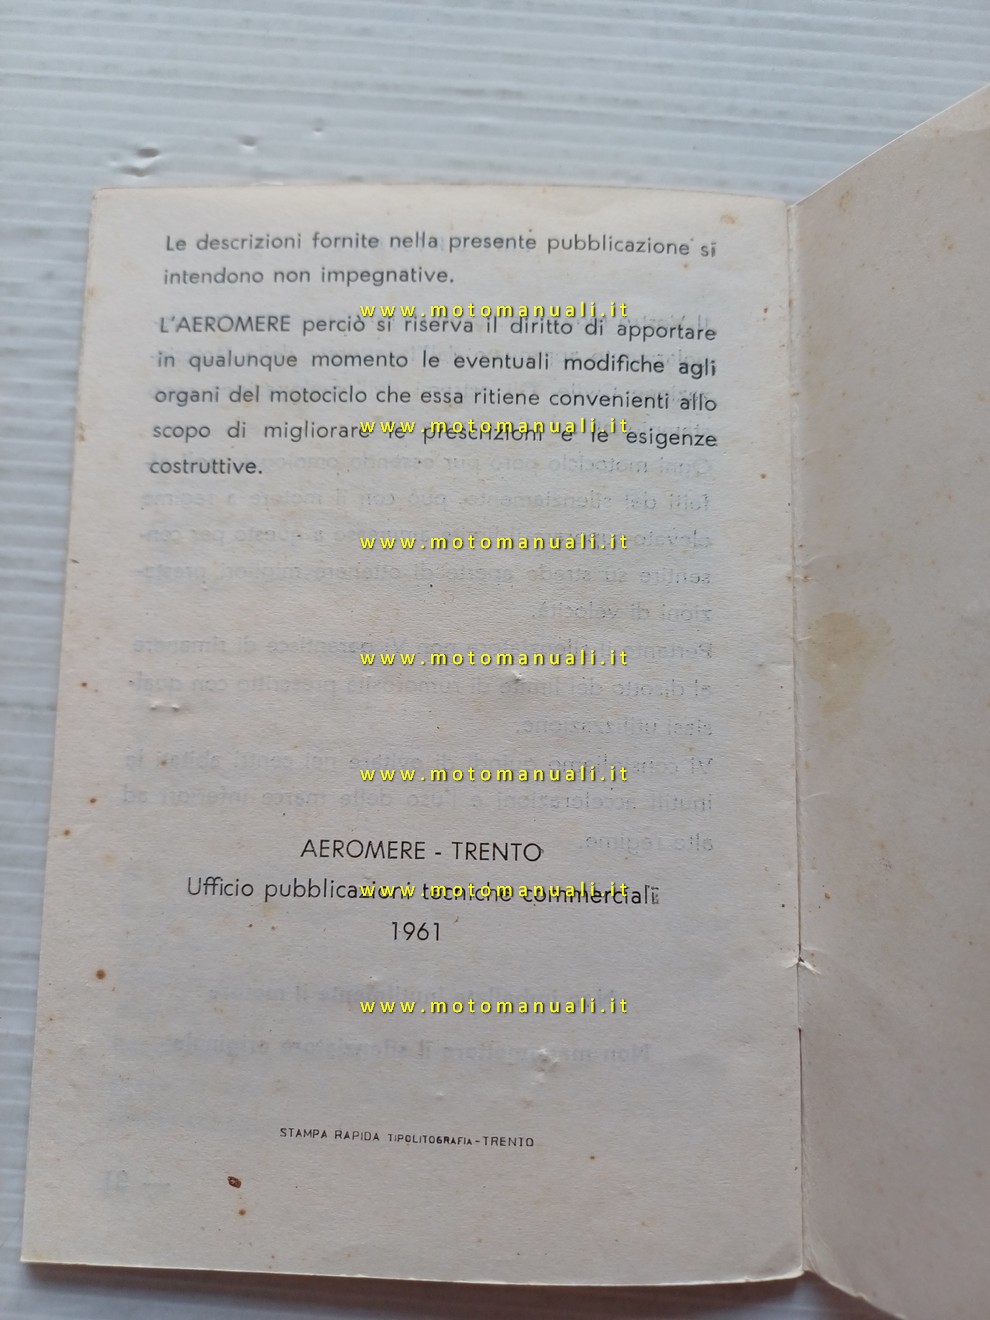 Le descrizioni fornite nella presente pubblicazione si
intendono non impegnative.
www.motomanuali.it
L'AEROMERE perciò si riserva il diritto di apportare
in qualunque momento le eventuali modifiche agli
organi del motociclo che essa ritiene convenienti allo
www.motomanuali.it
scopo di migliorare le prescrizioni e le esigenze
costruttive.
www.motomanuali.it
www.motomanuali.it
www.motomanuali.it
AEROMERE - TRENTO
Ufficio pubblicazioni tecniche commerciali
www.motomanuali.it
1961
www.motomanuali.it
STAMPA RAPIDA TIPOLITOGRAFIA - TRENTO